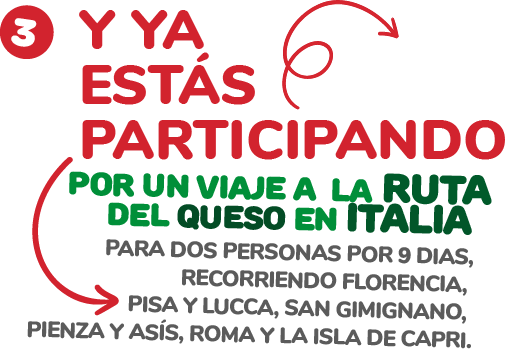 3 Y YA
ESTÁS
PARTICIPANDO
POR UN VIAJE A LA RUTA
DEL QUESO EN ITALIA
PARA DOS PERSONAS POR 9 DIAS,
RECORRIENDO FLORENCIA,
PISA Y LUCCA, SAN GIMIGNANO,
PIENZA Y ASÍS, ROMA Y LA ISLA DE CAPRI.